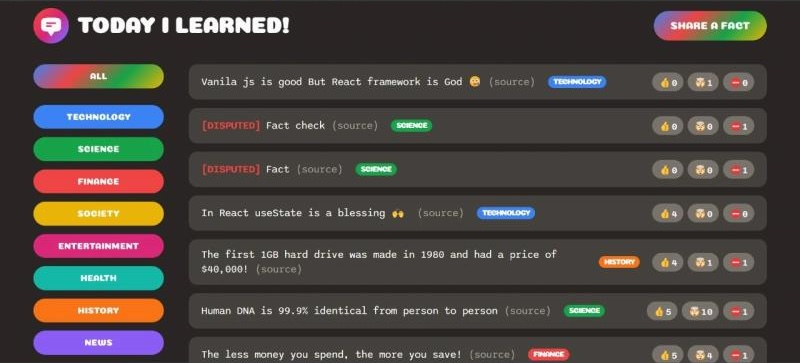 TODAY I LEARNED!
SHARE A FACT
ALL
TECHNOLOGY
SCIENCE
FINANCE
SOCIETY
ENTERTAINMENT
HEALTH
HISTORY
NEWS
Vanila js is good But React framework is God 🤯 (source) TECHNOLOGY 👍 0 🤯 1 ⛔ 0
[DISPUTED] Fact check (source) SCIENCE 👍 0 🤯 0 ⛔ 1
[DISPUTED] Fact (source) SCIENCE 👍 0 🤯 0 ⛔ 1
In React useState is a blessing 🙌 (source) TECHNOLOGY 👍 4 🤯 0 ⛔ 0
The first 1GB hard drive was made in 1980 and had a price of
$40,000! (source) HISTORY 👍 4 🤯 1 ⛔ 1
Human DNA is 99.9% identical from person to person (source) SCIENCE 👍 5 🤯 10 ⛔ 1
The less money you spend, the more you save! (source) FINANCE 👍 5 🤯 4 ⛔ 1